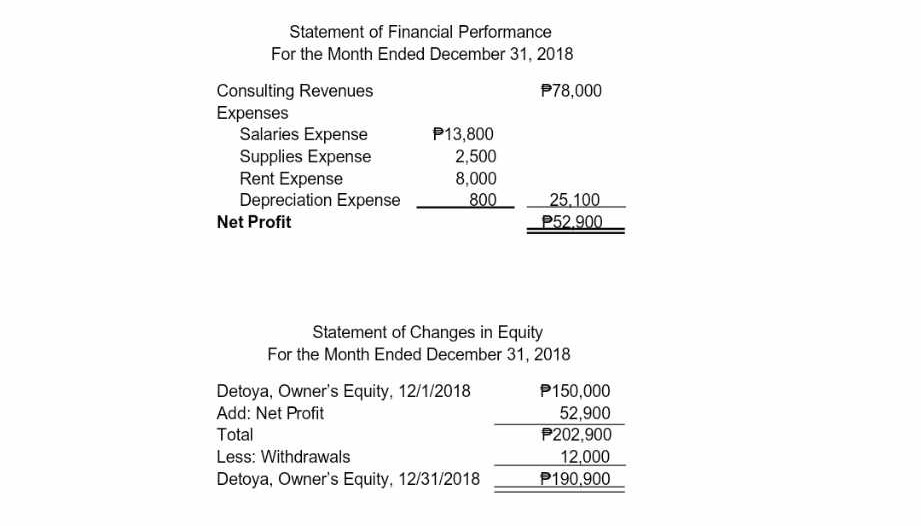 Statement of Financial Performance
For the Month Ended December 31, 2018
Consulting Revenues ₱78,000
Expenses
Salaries Expense ₱13,800
Supplies Expense 2,500
Rent Expense 8,000
Depreciation Expense 800 25,100
Net Profit ₱52,900
Statement of Changes in Equity
For the Month Ended December 31, 2018
Detoya, Owner's Equity, 12/1/2018 ₱150,000
Add: Net Profit 52,900
Total ₱202,900
Less: Withdrawals 12,000
Detoya, Owner's Equity, 12/31/2018 ₱190,900